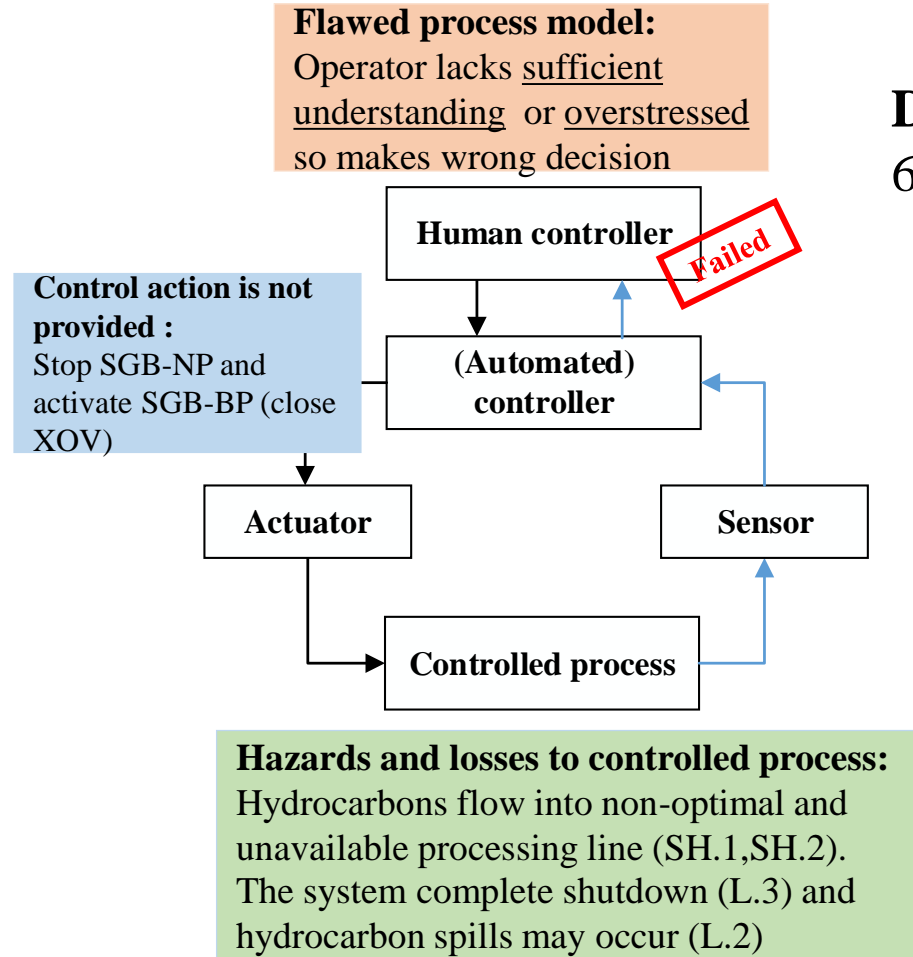 Flawed process model:
Operator lacks sufficient
understanding or overstressed
so makes wrong decision
D
6
Human controller
Failed
Control action is not
provided :
Stop SGB-NP and
activate SGB-BP (close
XOV)
(Automated)
controller
Actuator
Sensor
Controlled process
Hazards and losses to controlled process:
Hydrocarbons flow into non-optimal and
unavailable processing line (SH.1,SH.2).
The system complete shutdown (L.3) and
hydrocarbon spills may occur (L.2)